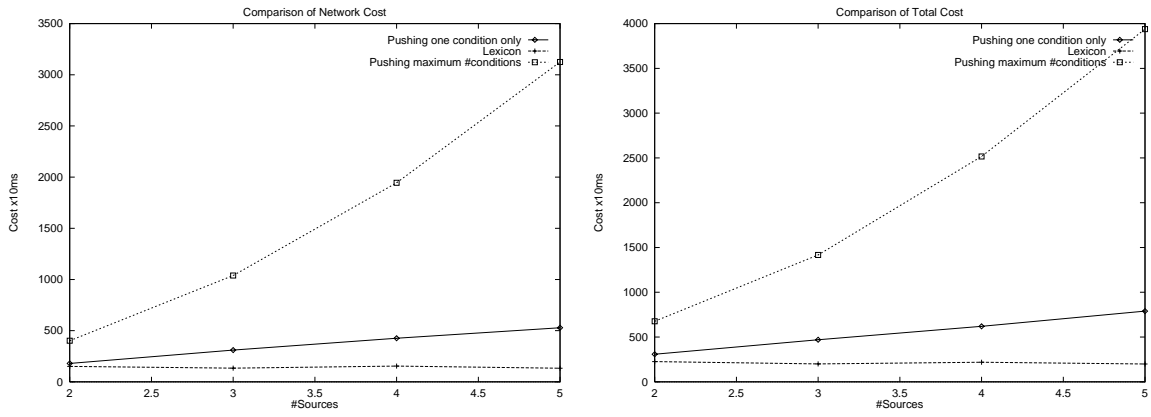 Comparison of Network Cost
3500
3000
2500
2000
1500
1000
500
0
Cost x10ms
Pushing one condition only
Lexicon
Pushing maximum #conditions
2 2.5 3 3.5 4 4.5 5
#Sources
Comparison of Total Cost
4000
3500
3000
2500
2000
1500
1000
500
0
Cost x10ms
Pushing one condition only
Lexicon
Pushing maximum #conditions
2 2.5 3 3.5 4 4.5 5
#Sources